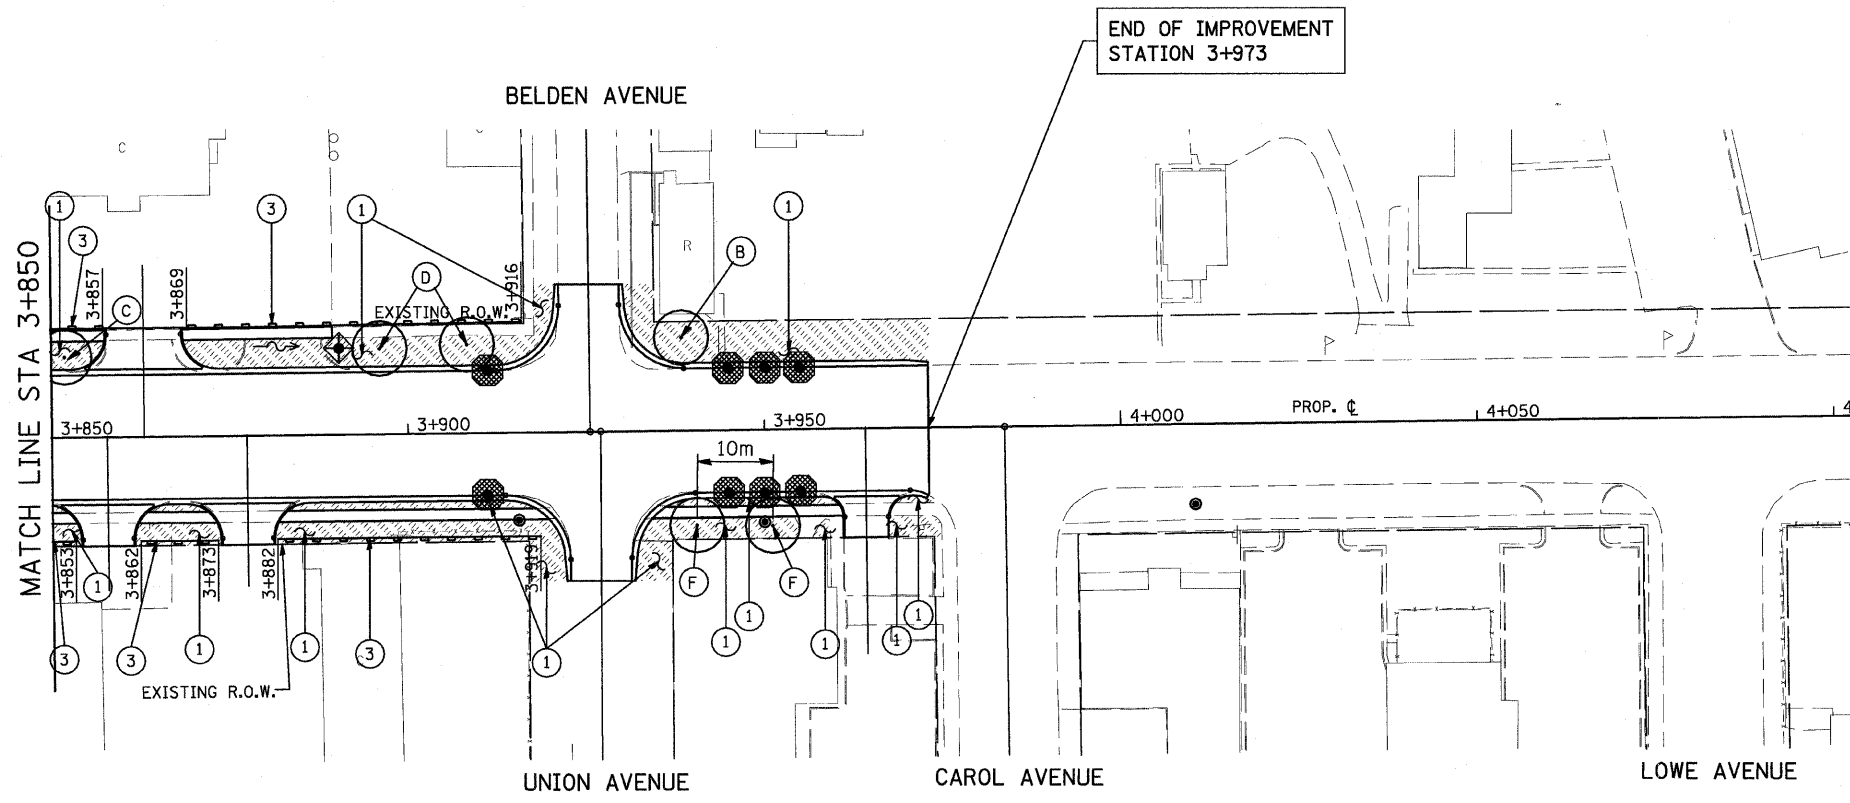 END OF IMPROVEMENT
STATION 3+973
BELDEN AVENUE
C
1
3
1
1
3
R
B
3+857
3+869
D
3+916
C
EXISTING R.O.W.
MATCH LINE STA 3+850
3+850
3+900
3+950
4+000
PROP. ℄
4+050
4
10m
3+853
3+862
3+873
3+882
3+919
1
F
F
1
1
3
3
1
1
3
1
1
1
1
EXISTING R.O.W.
UNION AVENUE
CAROL AVENUE
LOWE AVENUE